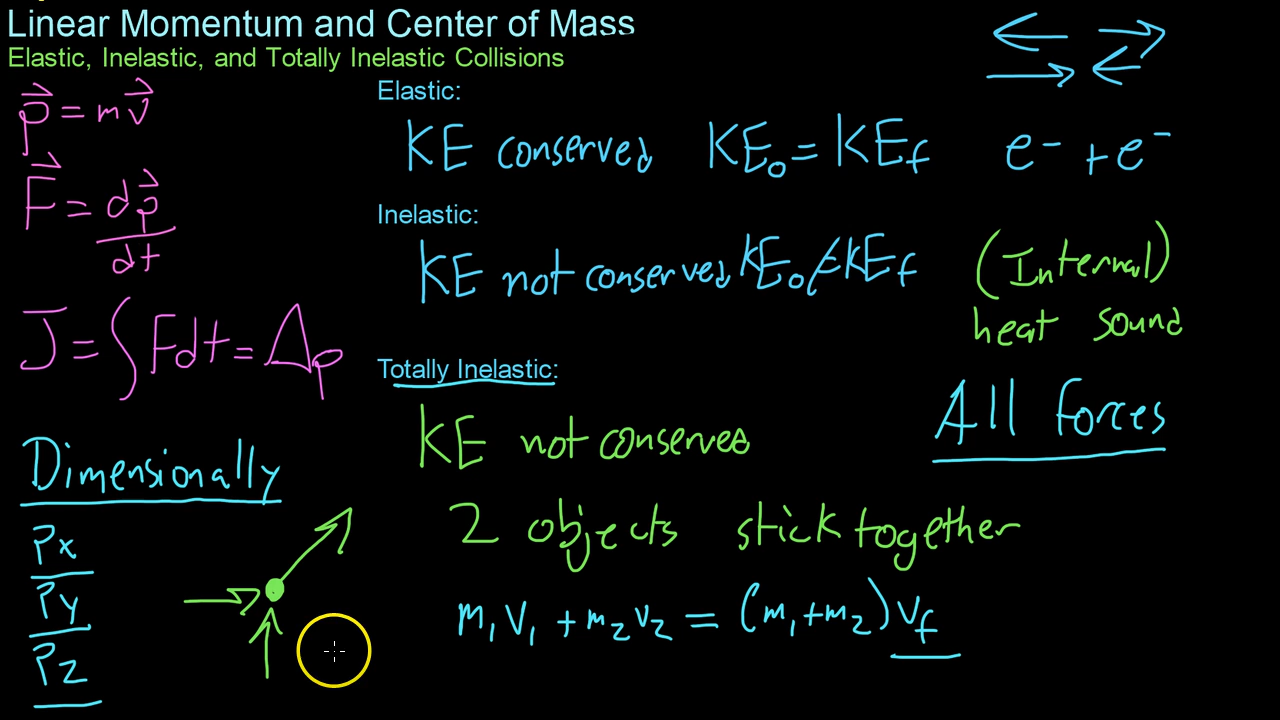 Linear Momentum and Center of Mass
Elastic, Inelastic, and Totally Inelastic Collisions
p⃗ = mv⃗
F⃗ = dp⃗/dt
J = ∫Fdt = Δp
Dimensionally
Px
Py
Pz
Elastic:
KE conserved KE₀ = KEf e⁻ + e⁻
Inelastic:
KE not conserved KE₀ ≠ KEf (Internal)
heat sound
Totally Inelastic:
All forces
KE not conserved
2 objects stick together
m₁v₁ + m₂v₂ = (m₁+m₂)vf